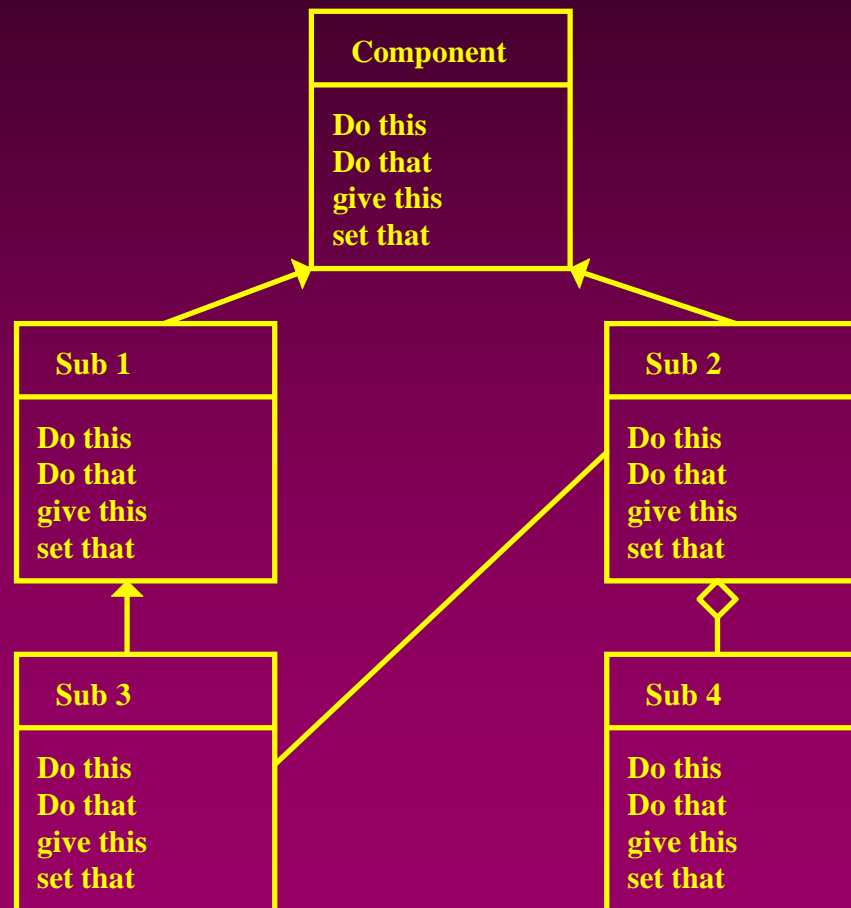 Component
Do this
Do that
give this
set that
Sub 1
Do this
Do that
give this
set that
Sub 2
Do this
Do that
give this
set that
Sub 3
Do this
Do that
give this
set that
Sub 4
Do this
Do that
give this
set that